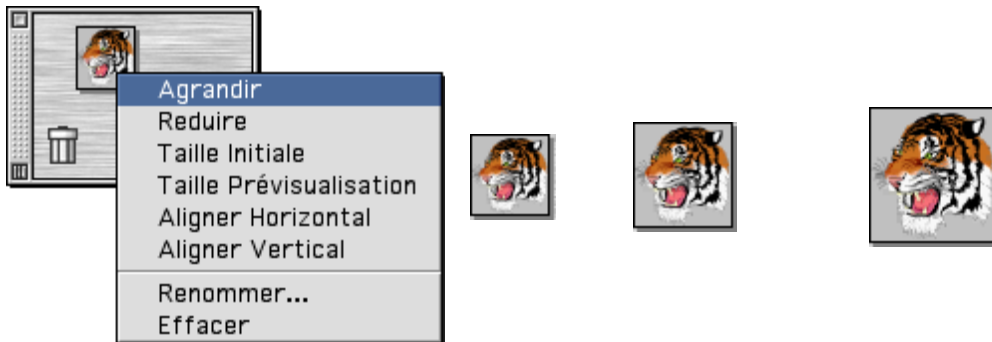 Agrandir
Reduire
Taille Initiale
Taille Prévisualisation
Aligner Horizontal
Aligner Vertical
Renommer...
Effacer